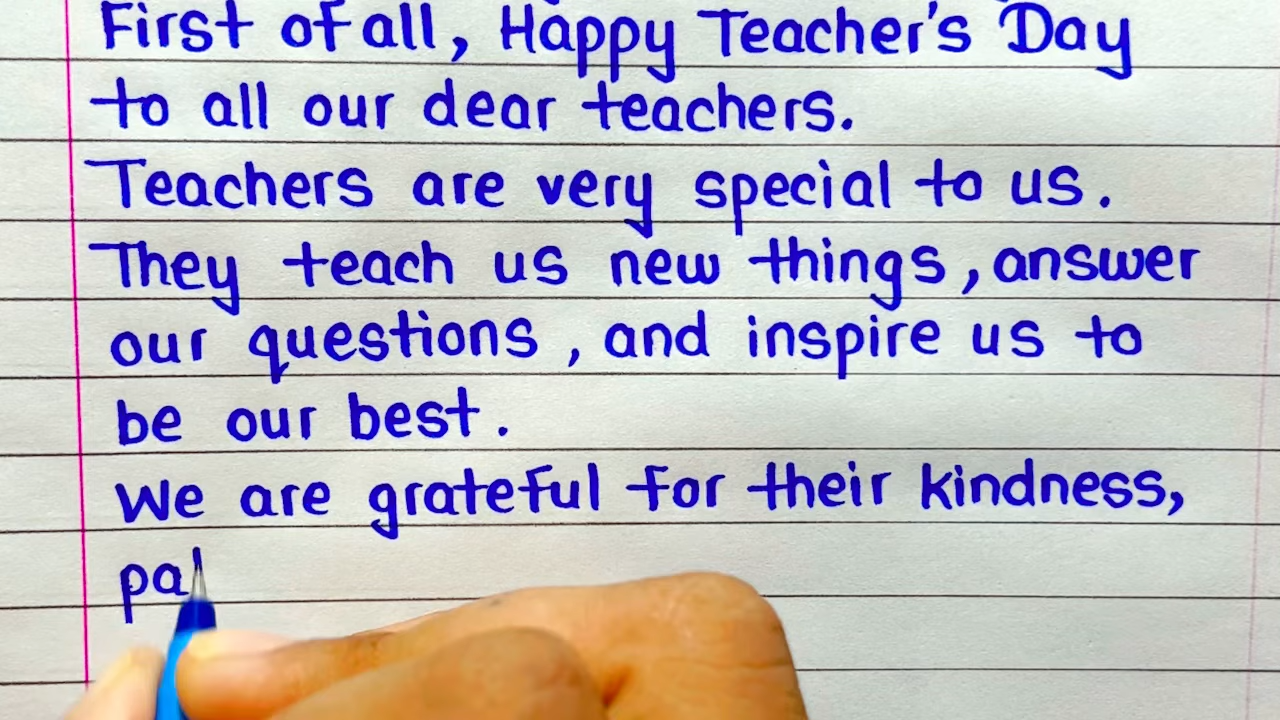 First of all, Happy Teacher's Day
to all our dear teachers.
Teachers are very special to us.
They teach us new things, answer
our questions, and inspire us to
be our best.
We are grateful for their kindness,
pa